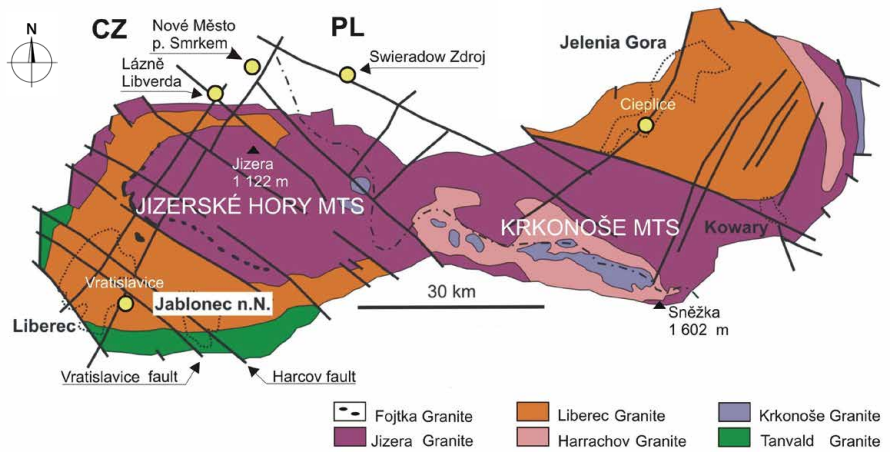 N
CZ
Nové Město
p. Smrkem
PL
Lázně
Libverda
Swieradow Zdroj
Jelenia Gora
Cieplice
Jizera
1 122 m
JIZERSKÉ HORY MTS
KRKONOŠE MTS
Kowary
Vratislavice
Jablonec n.N.
30 km
Liberec
Sněžka
1 602 m
Vratislavice fault
Harcov fault
Fojtka Granite
Liberec Granite
Krkonoše Granite
Jizera Granite
Harrachov Granite
Tanvald Granite